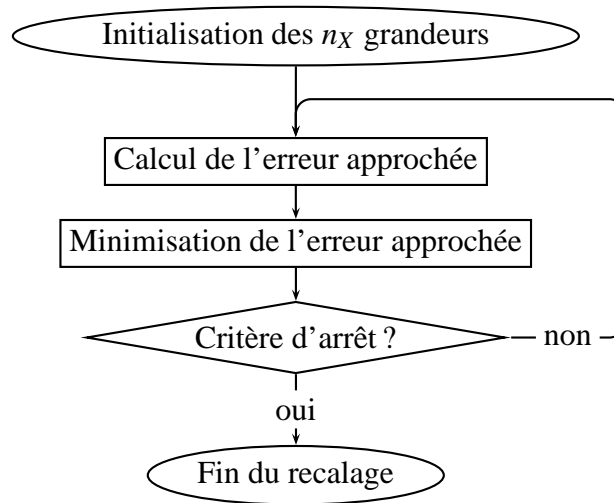 Initialisation des n_X grandeurs
Calcul de l'erreur approchée
Minimisation de l'erreur approchée
Critère d'arrêt ?
non
oui
Fin du recalage